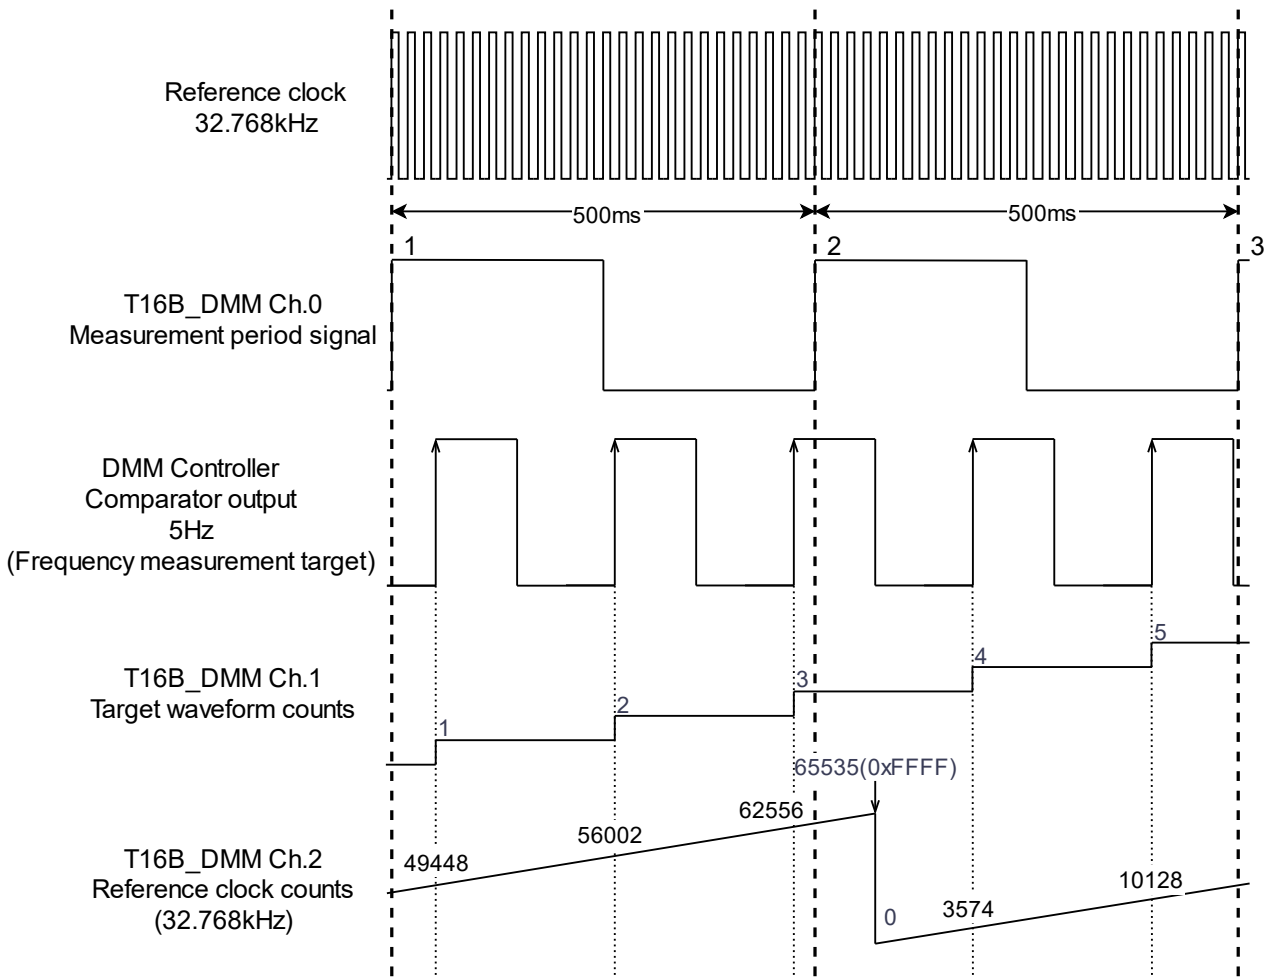 Reference clock
32.768kHz
500ms
500ms
1
2
3
T16B_DMM Ch.0
Measurement period signal
DMM Controller
Comparator output
5Hz
(Frequency measurement target)
T16B_DMM Ch.1
Target waveform counts
1
2
3
4
5
65535(0xFFFF)
T16B_DMM Ch.2
Reference clock counts
(32.768kHz)
49448
56002
62556
0
3574
10128